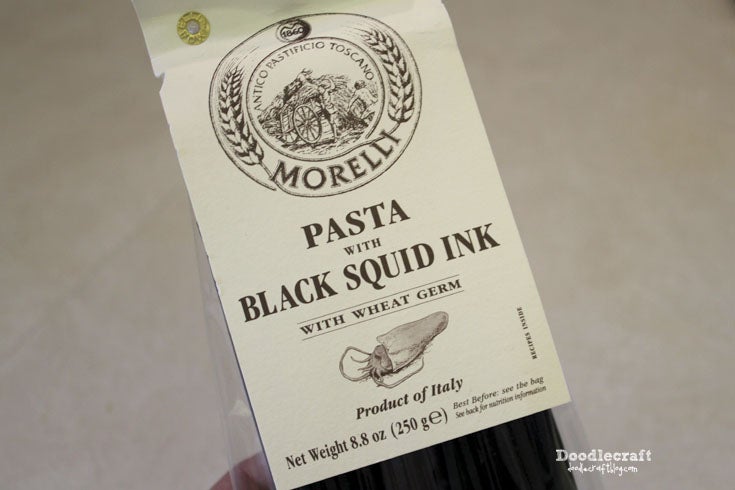 1860
ANTICO PASTIFICIO TOSCANO
MORELLI
PASTA
WITH
BLACK SQUID INK
WITH WHEAT GERM
RECIPES INSIDE
Product of Italy
Best Before: see the bag
See back for nutrition information
Net Weight 8.8 oz (250 g℮)
Doodlecraft
doodlecraftblog.com